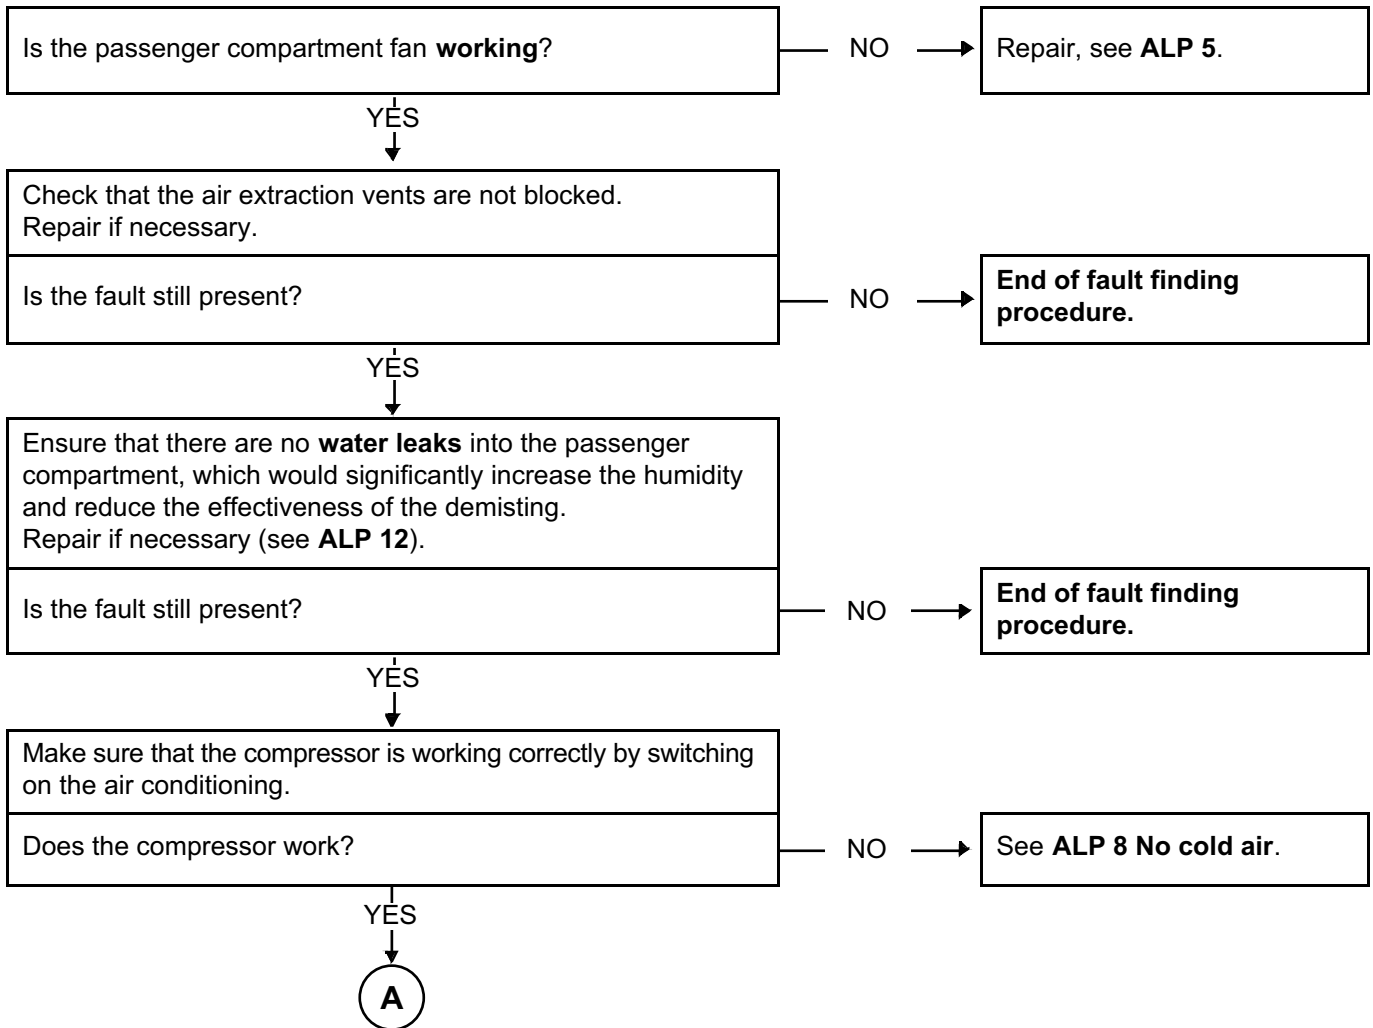 Is the passenger compartment fan working?
NO
Repair, see ALP 5.
YES
Check that the air extraction vents are not blocked.
Repair if necessary.
Is the fault still present?
NO
End of fault finding
procedure.
YES
Ensure that there are no water leaks into the passenger
compartment, which would significantly increase the humidity
and reduce the effectiveness of the demisting.
Repair if necessary (see ALP 12).
Is the fault still present?
NO
End of fault finding
procedure.
YES
Make sure that the compressor is working correctly by switching
on the air conditioning.
Does the compressor work?
NO
See ALP 8 No cold air.
YES
A